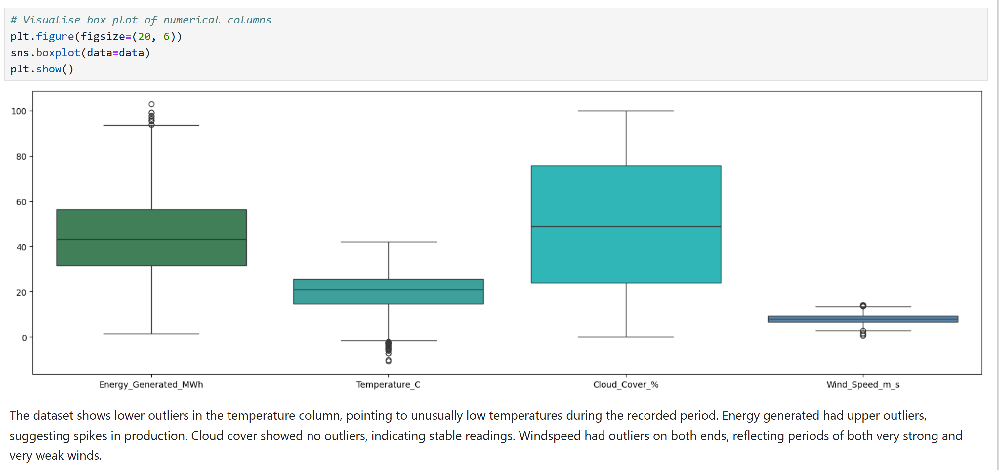 # Visualise box plot of numerical columns
plt.figure(figsize=(20, 6))
sns.boxplot(data=data)
plt.show()
100
80
60
40
20
0
Energy_Generated_MWh
Temperature_C
Cloud_Cover_%
Wind_Speed_m_s
The dataset shows lower outliers in the temperature column, pointing to unusually low temperatures during the recorded period. Energy generated had upper outliers,
suggesting spikes in production. Cloud cover showed no outliers, indicating stable readings. Windspeed had outliers on both ends, reflecting periods of both very strong and
very weak winds.